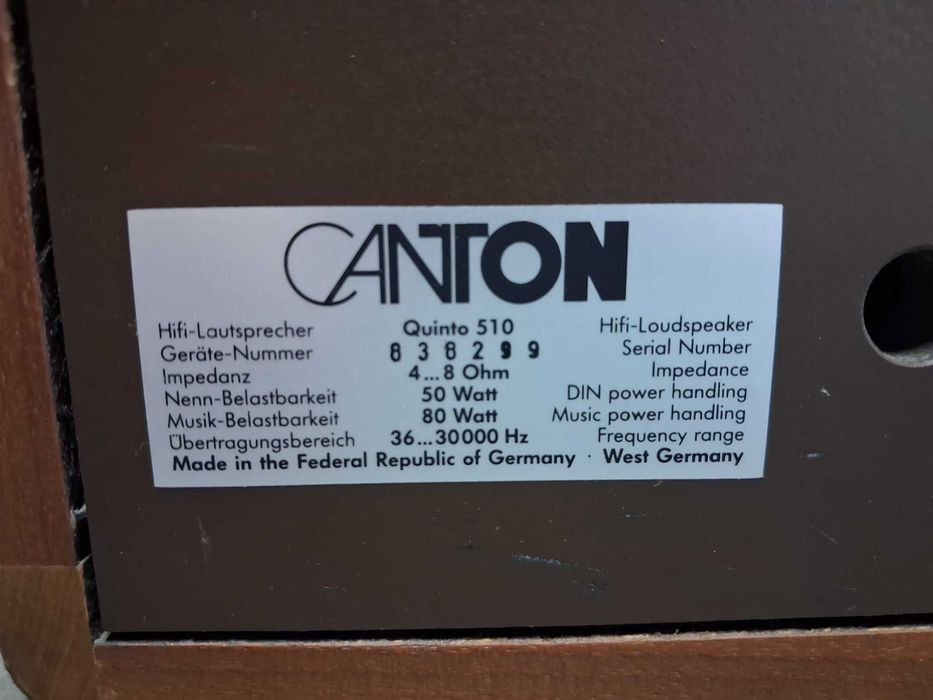 CANTON
Hifi-Lautsprecher Quinto 510 Hifi-Loudspeaker
Geräte-Nummer 838299 Serial Number
Impedanz 4...8 Ohm Impedance
Nenn-Belastbarkeit 50 Watt DIN power handling
Musik-Belastbarkeit 80 Watt Music power handling
Übertragungsbereich 36...30000 Hz Frequency range
Made in the Federal Republic of Germany · West Germany